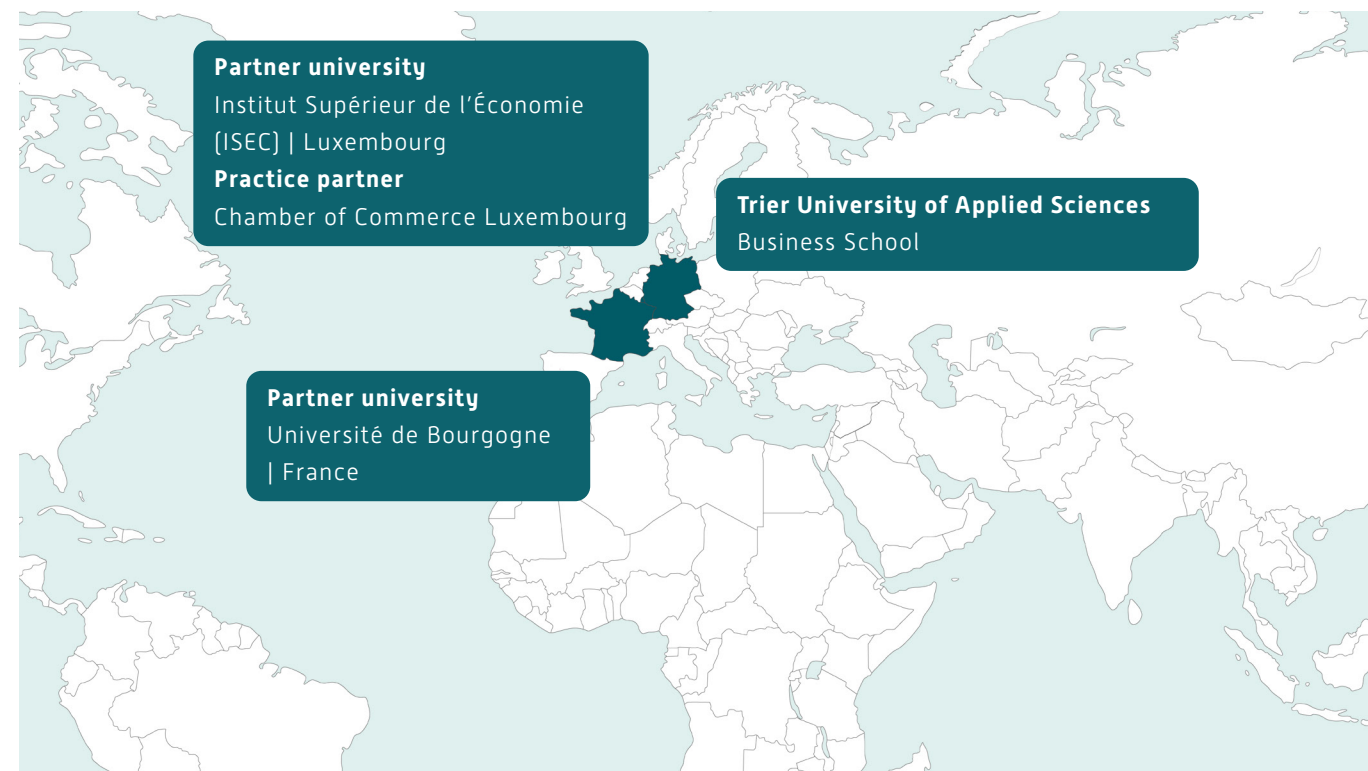 Partner university
Institut Supérieur de l’Économie
(ISEC) | Luxembourg
Practice partner
Chamber of Commerce Luxembourg
Trier University of Applied Sciences
Business School
Partner university
Université de Bourgogne
| France